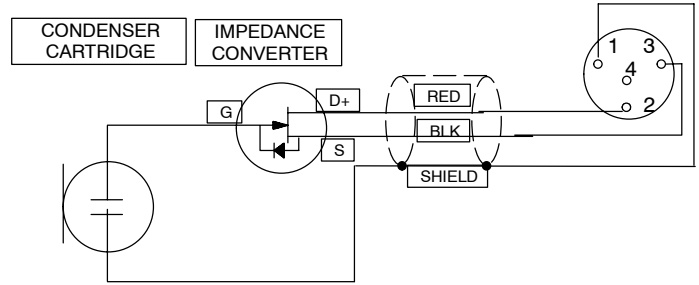 CONDENSER
CARTRIDGE
IMPEDANCE
CONVERTER
1
3
4
2
D+
RED
G
BLK
S
SHIELD